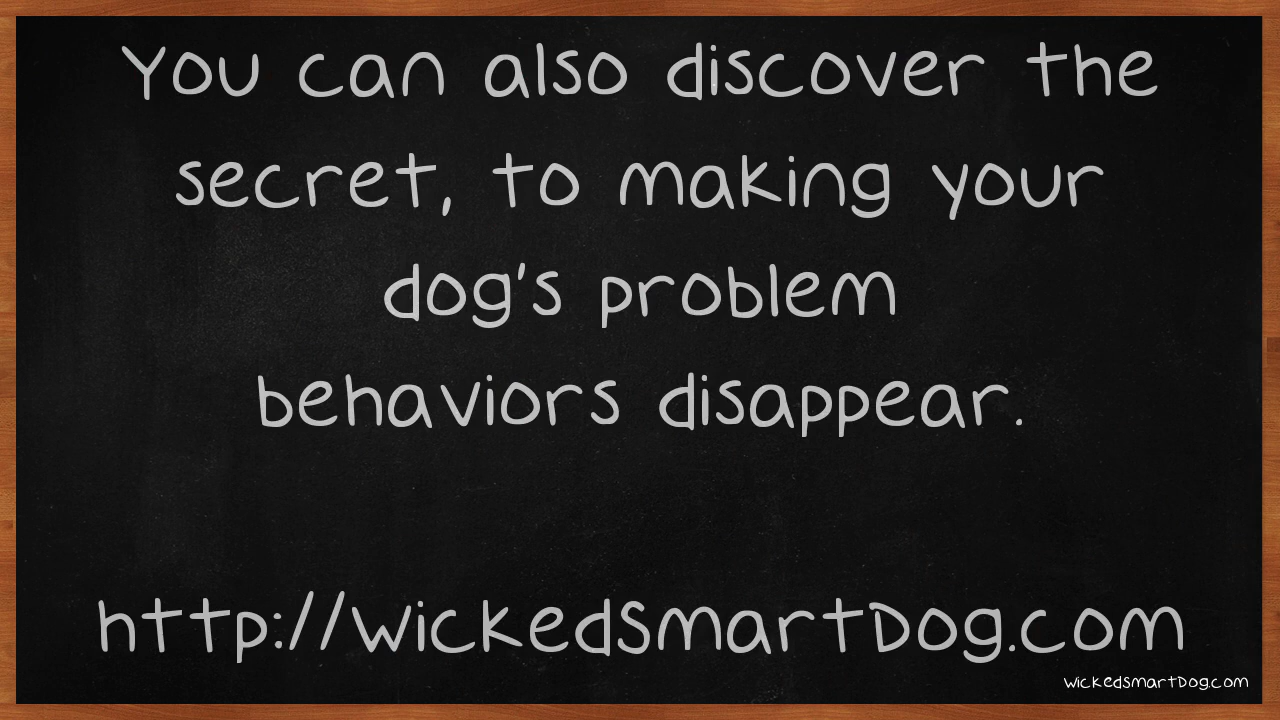 You can also discover the
secret, to making your
dog's problem
behaviors disappear.
http://WickedSmartDog.com
WickedSmartDog.com